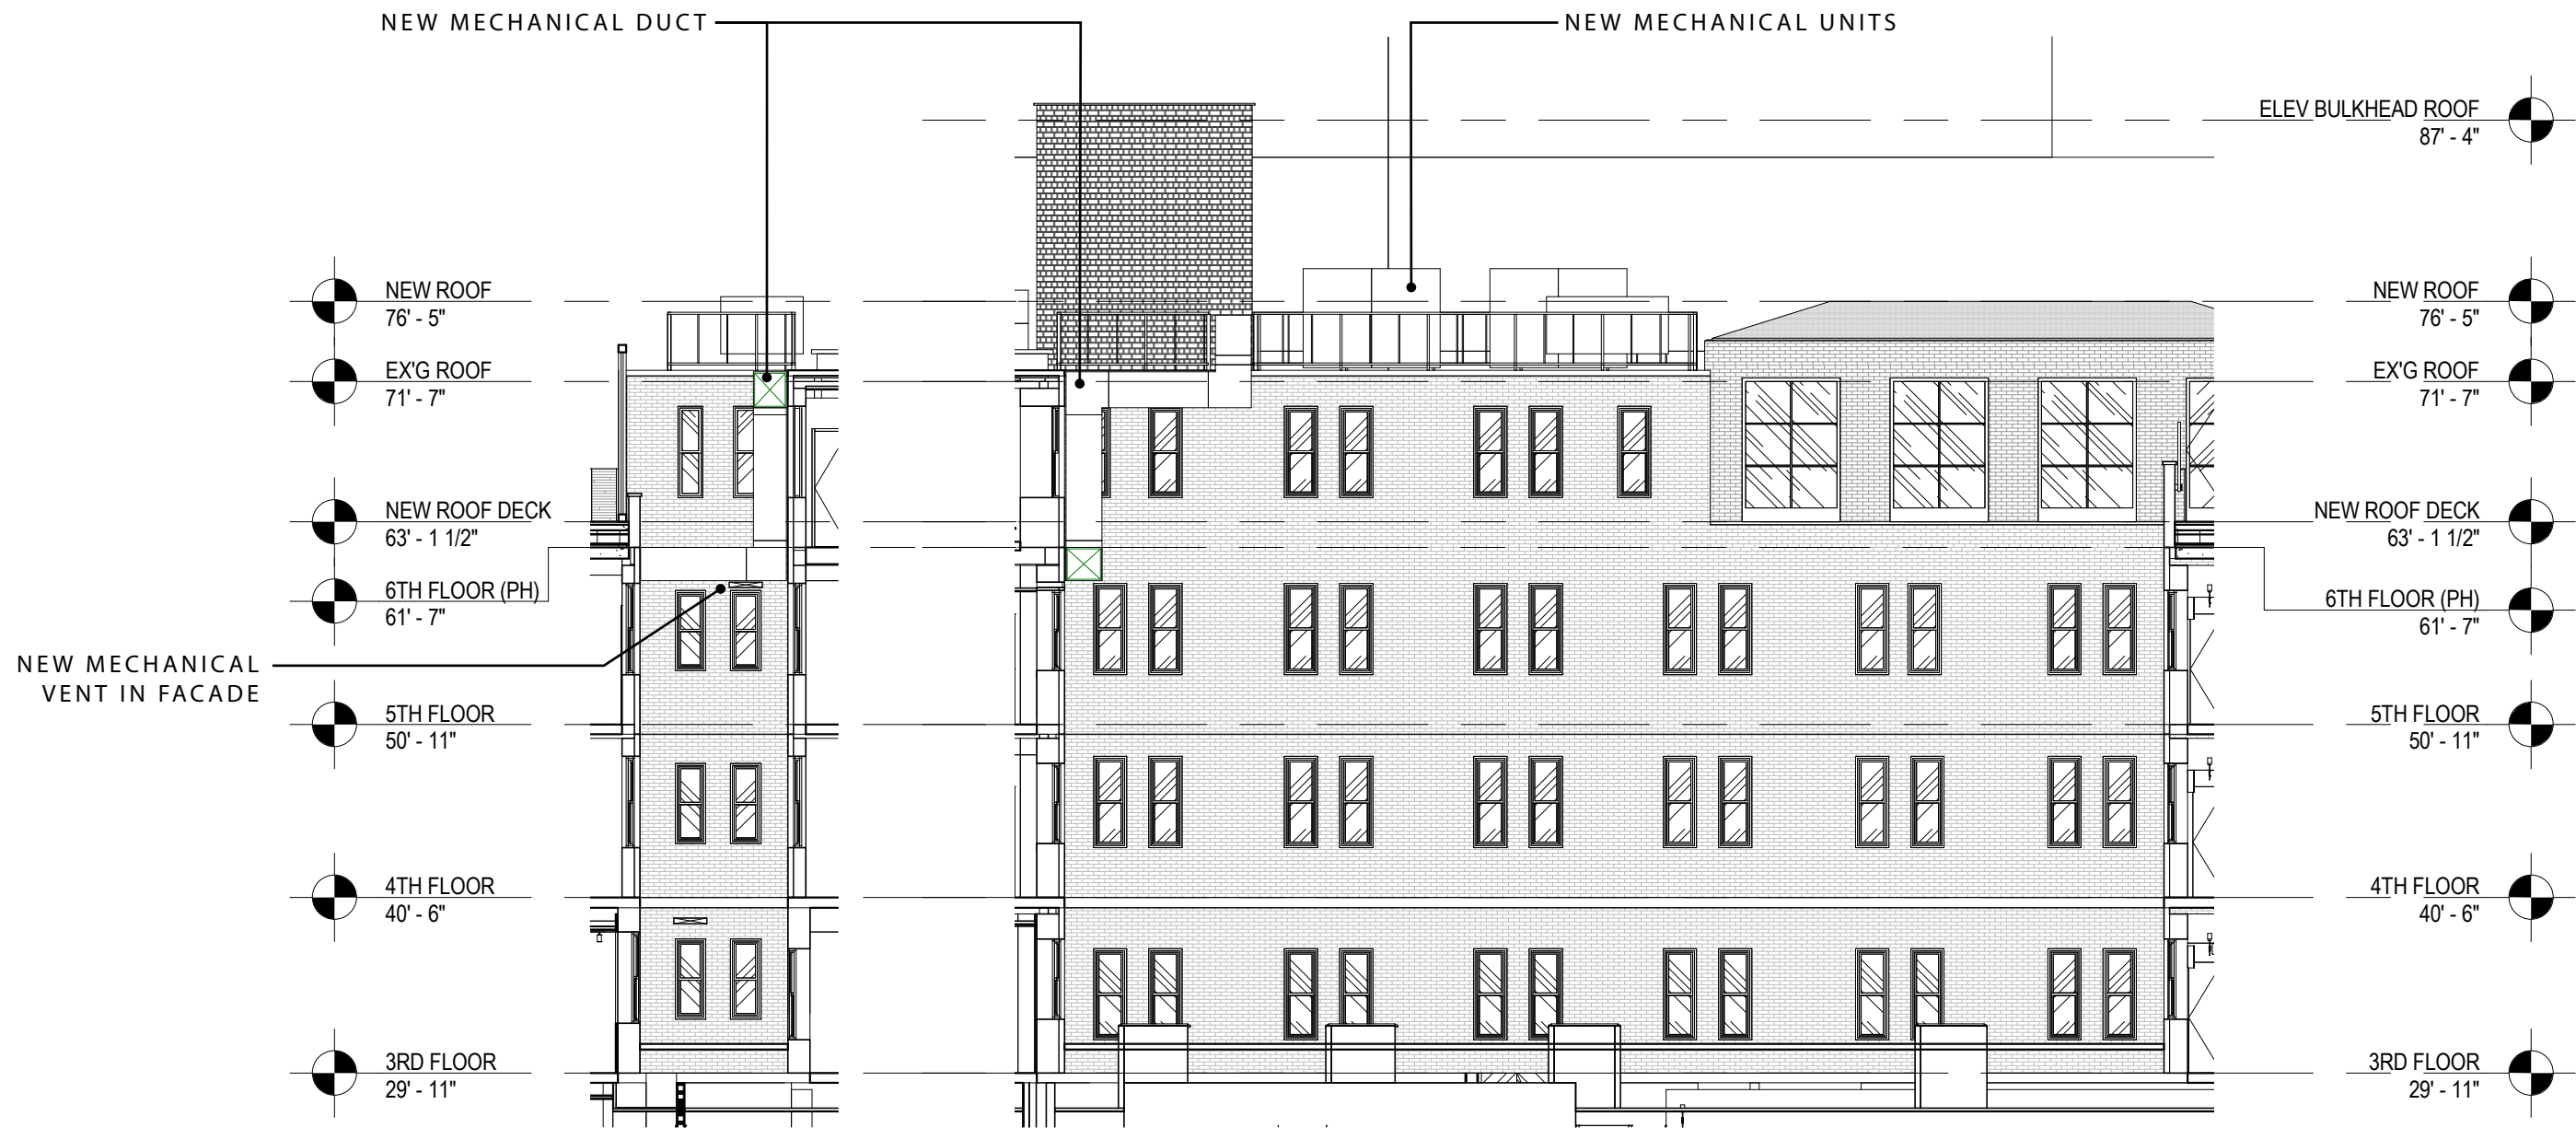 NEW MECHANICAL DUCT
NEW MECHANICAL UNITS
ELEV BULKHEAD ROOF
87' - 4"
NEW ROOF
76' - 5"
EX'G ROOF
71' - 7"
NEW ROOF DECK
63' - 1 1/2"
6TH FLOOR (PH)
61' - 7"
NEW MECHANICAL
VENT IN FACADE
5TH FLOOR
50' - 11"
4TH FLOOR
40' - 6"
3RD FLOOR
29' - 11"
NEW ROOF
76' - 5"
EX'G ROOF
71' - 7"
NEW ROOF DECK
63' - 1 1/2"
6TH FLOOR (PH)
61' - 7"
5TH FLOOR
50' - 11"
4TH FLOOR
40' - 6"
3RD FLOOR
29' - 11"